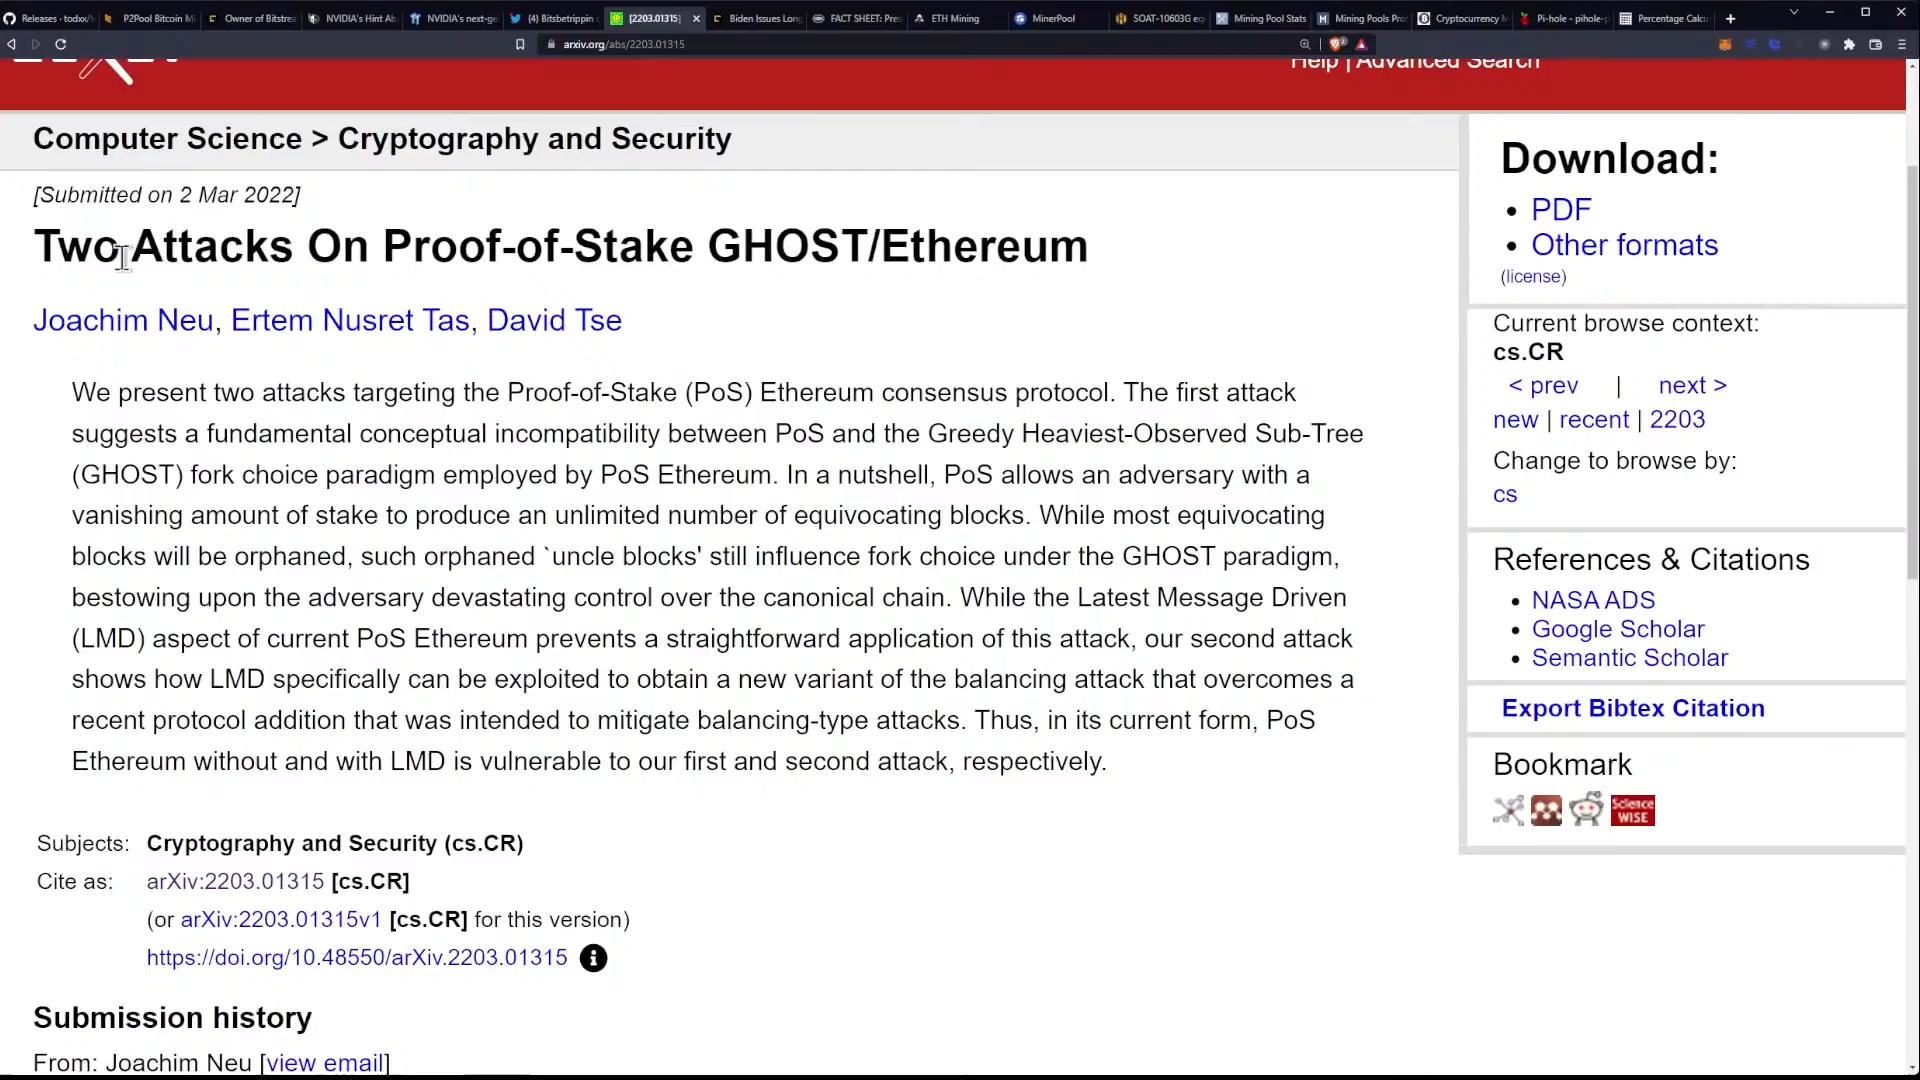 Releases · todxx/
P2Pool Bitcoin Mi
Owner of Bitstrea
NVIDIA's Hint Ab
NVIDIA's next-ge
(4) Bitsbetrippin
[2203.01315]
Biden Issues Long
FACT SHEET: Pre
ETH Mining
MinerPool
SOAT-10603G eq
Mining Pool Stats
Mining Pools Pro
Cryptocurrency M
Pi-hole - pihole-p
Percentage Calcu
arxiv.org/abs/2203.01315
Help | Advanced Search
Computer Science > Cryptography and Security
[Submitted on 2 Mar 2022]
Two Attacks On Proof-of-Stake GHOST/Ethereum
Joachim Neu, Ertem Nusret Tas, David Tse
We present two attacks targeting the Proof-of-Stake (PoS) Ethereum consensus protocol. The first attack
suggests a fundamental conceptual incompatibility between PoS and the Greedy Heaviest-Observed Sub-Tree
(GHOST) fork choice paradigm employed by PoS Ethereum. In a nutshell, PoS allows an adversary with a
vanishing amount of stake to produce an unlimited number of equivocating blocks. While most equivocating
blocks will be orphaned, such orphaned `uncle blocks' still influence fork choice under the GHOST paradigm,
bestowing upon the adversary devastating control over the canonical chain. While the Latest Message Driven
(LMD) aspect of current PoS Ethereum prevents a straightforward application of this attack, our second attack
shows how LMD specifically can be exploited to obtain a new variant of the balancing attack that overcomes a
recent protocol addition that was intended to mitigate balancing-type attacks. Thus, in its current form, PoS
Ethereum without and with LMD is vulnerable to our first and second attack, respectively.
Subjects: Cryptography and Security (cs.CR)
Cite as: arXiv:2203.01315 [cs.CR]
(or arXiv:2203.01315v1 [cs.CR] for this version)
https://doi.org/10.48550/arXiv.2203.01315
Submission history
From: Joachim Neu [view email]
Download:
PDF
Other formats
(license)
Current browse context:
cs.CR
< prev | next >
new | recent | 2203
Change to browse by:
cs
References & Citations
NASA ADS
Google Scholar
Semantic Scholar
Export Bibtex Citation
Bookmark
Science
WISE